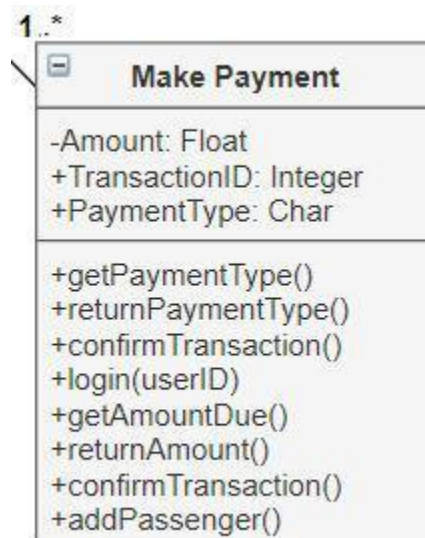 1..*
Make Payment
-Amount: Float
+TransactionID: Integer
+PaymentType: Char
+getPaymentType()
+returnPaymentType()
+confirmTransaction()
+login(userID)
+getAmountDue()
+returnAmount()
+confirmTransaction()
+addPassenger()